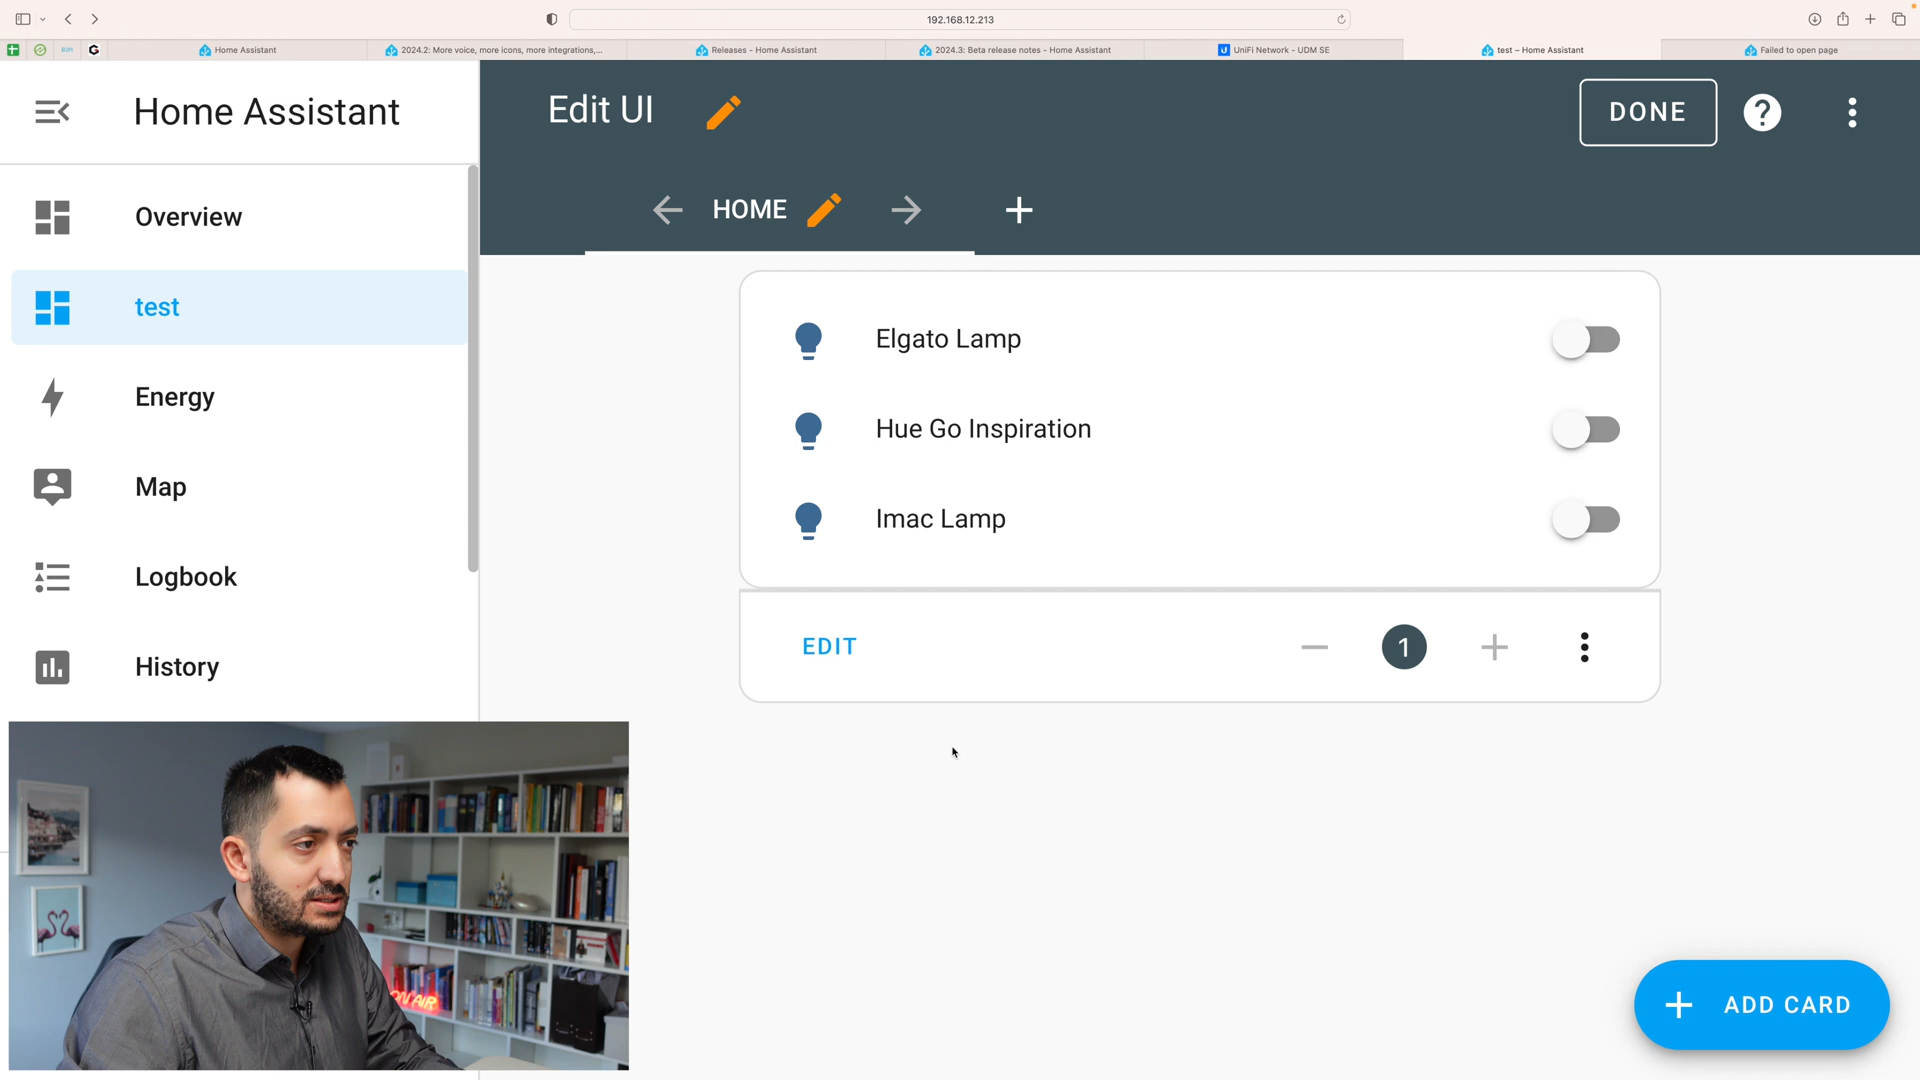 192.168.12.213
Home Assistant
2024.2: More voice, more icons, more integrations,...
Releases - Home Assistant
2024.3: Beta release notes - Home Assistant
UniFi Network - UDM SE
test – Home Assistant
Failed to open page
Home Assistant
Edit UI
DONE
HOME
Overview
test
Energy
Map
Logbook
History
Elgato Lamp
Hue Go Inspiration
Imac Lamp
EDIT
1
ADD CARD
ON AIR